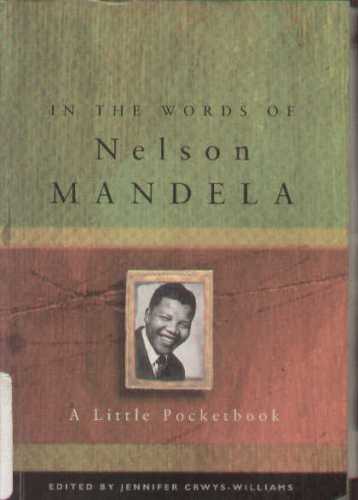 IN THE WORDS OF
Nelson
MANDELA
A Little Pocketbook
EDITED BY JENNIFER CRWYS-WILLIAMS